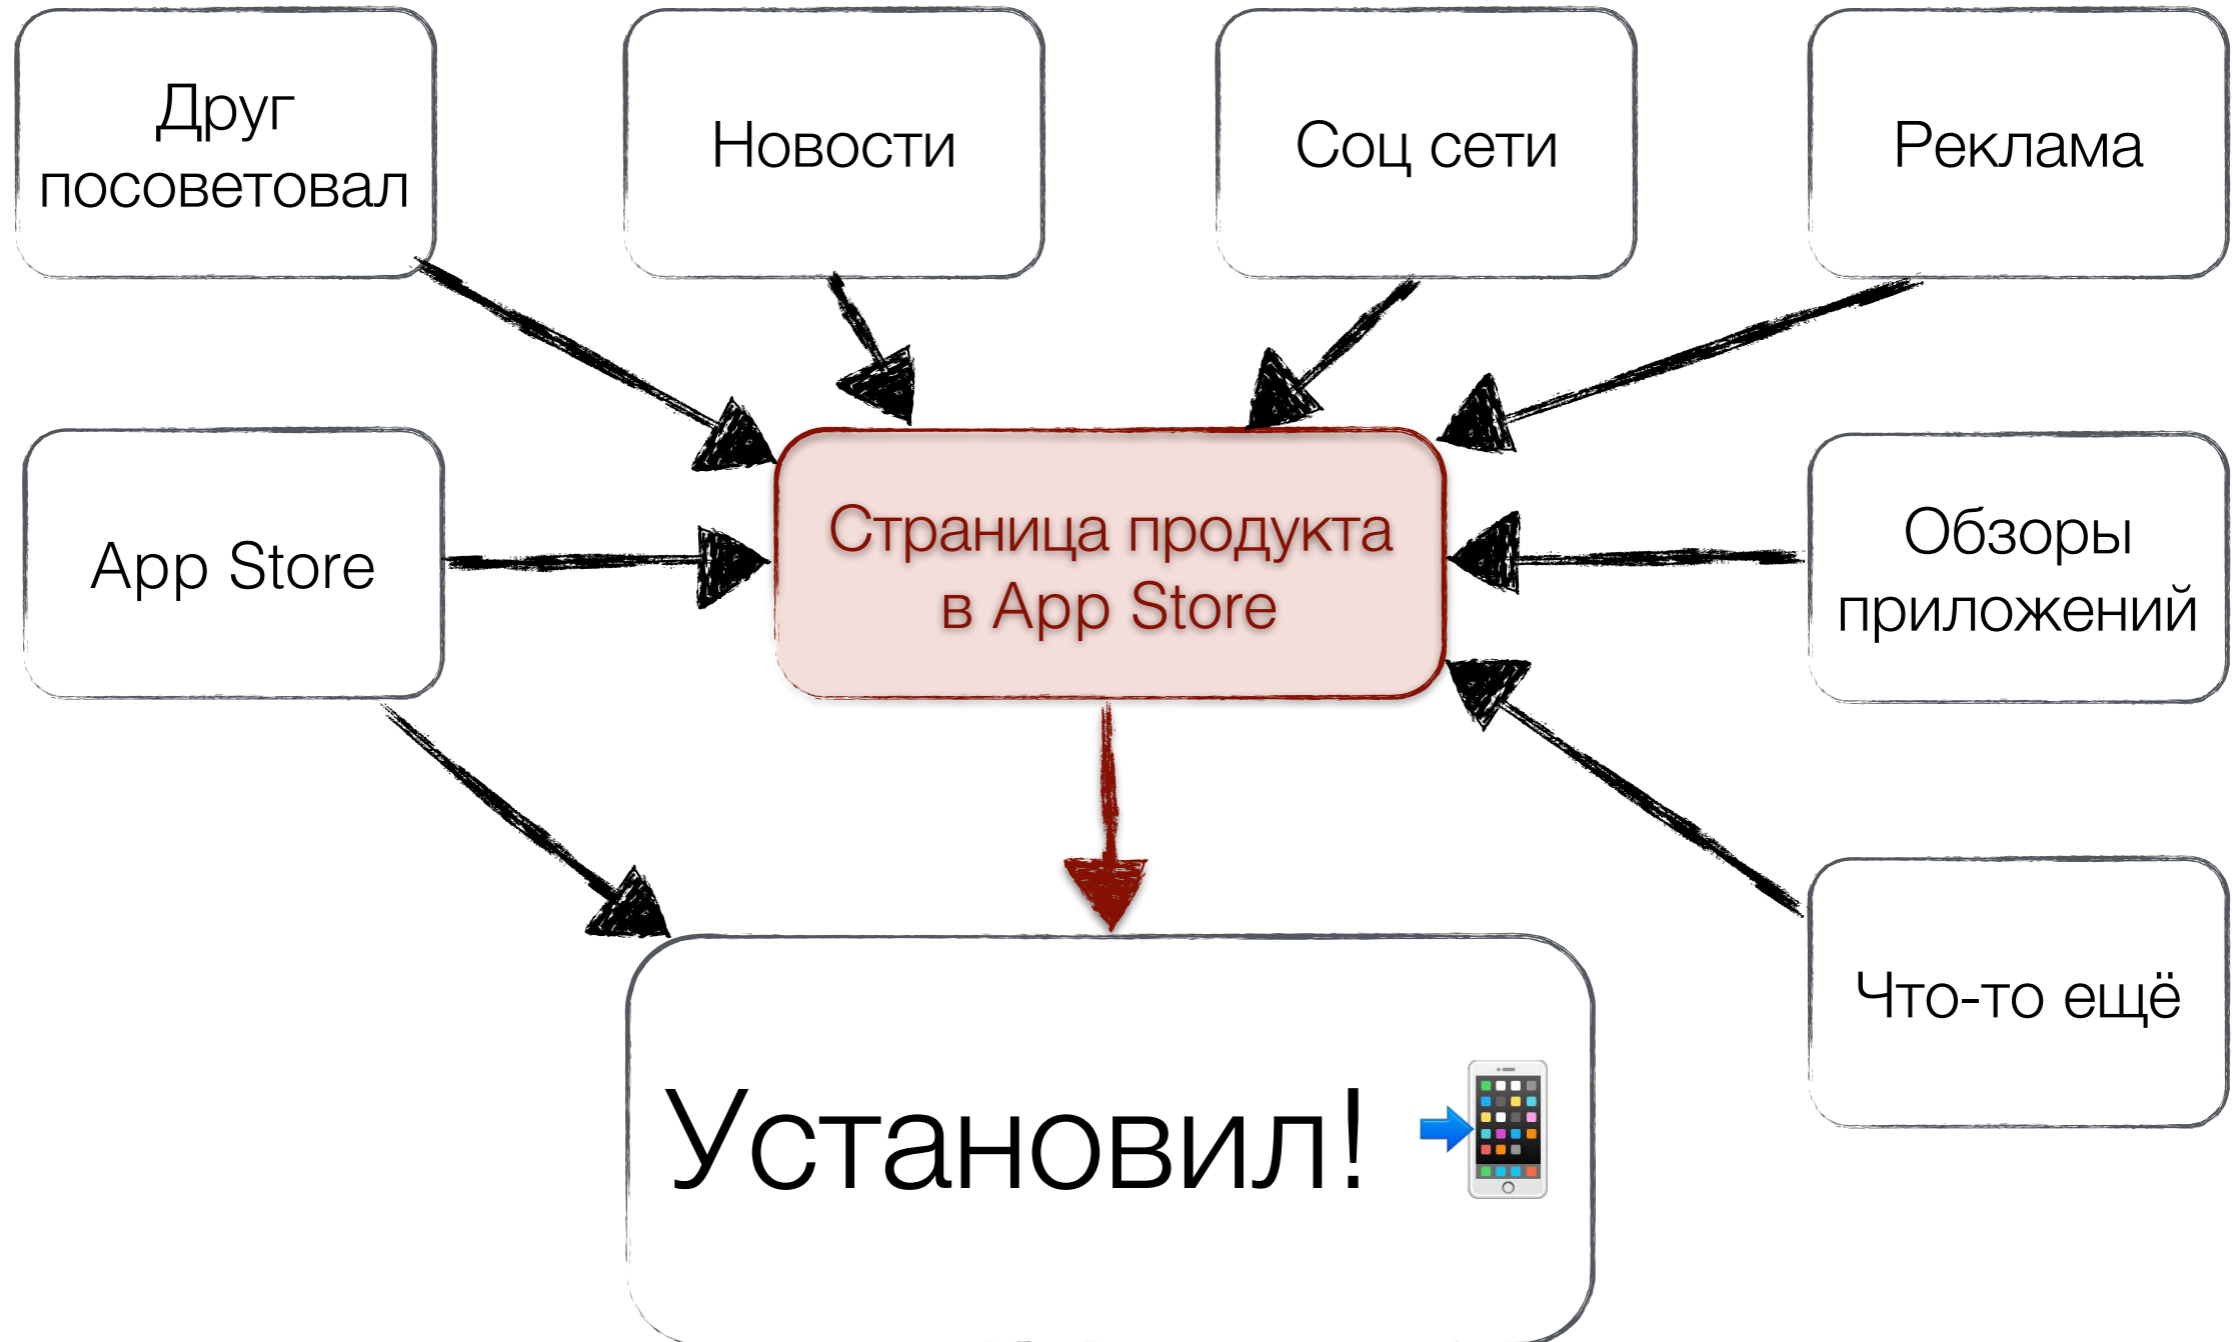 Друг
посоветовал
Новости
Соц сети
Реклама
App Store
Страница продукта
в App Store
Обзоры
приложений
Что-то ещё
Установил!